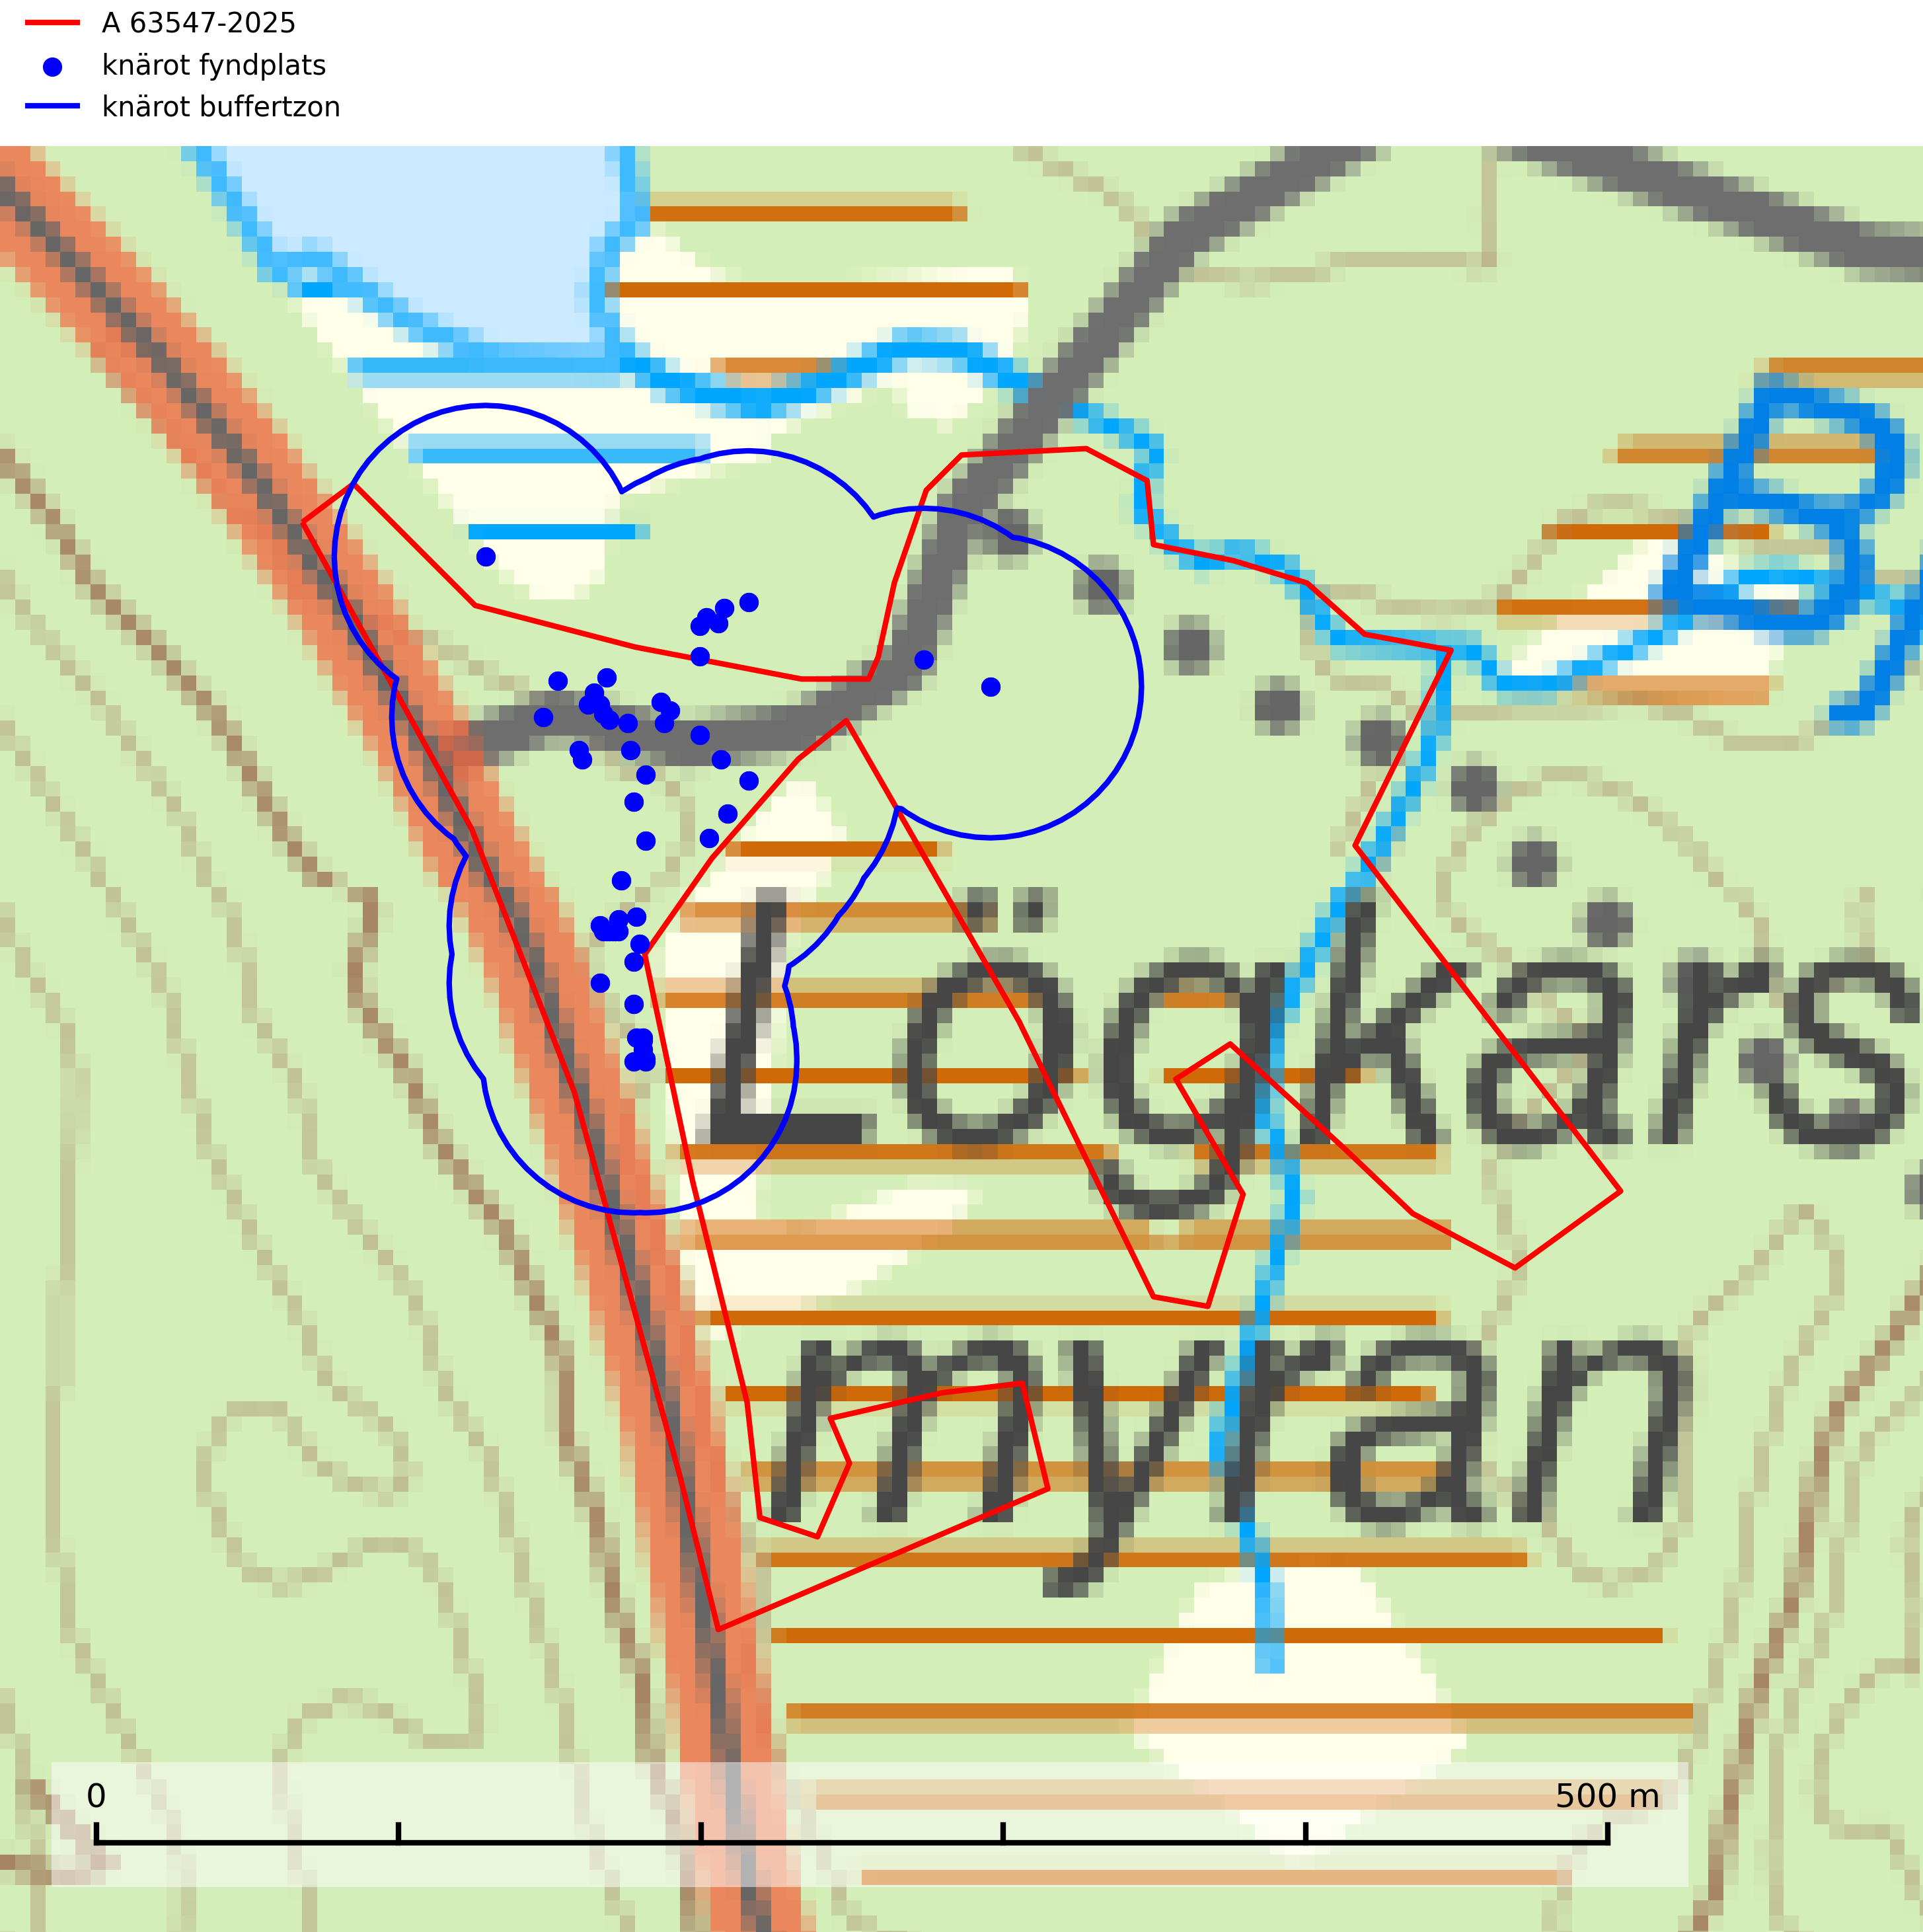 A 63547-2025
knärot fyndplats
knärot buffertzon
Lögkärs
myran
0
500 m